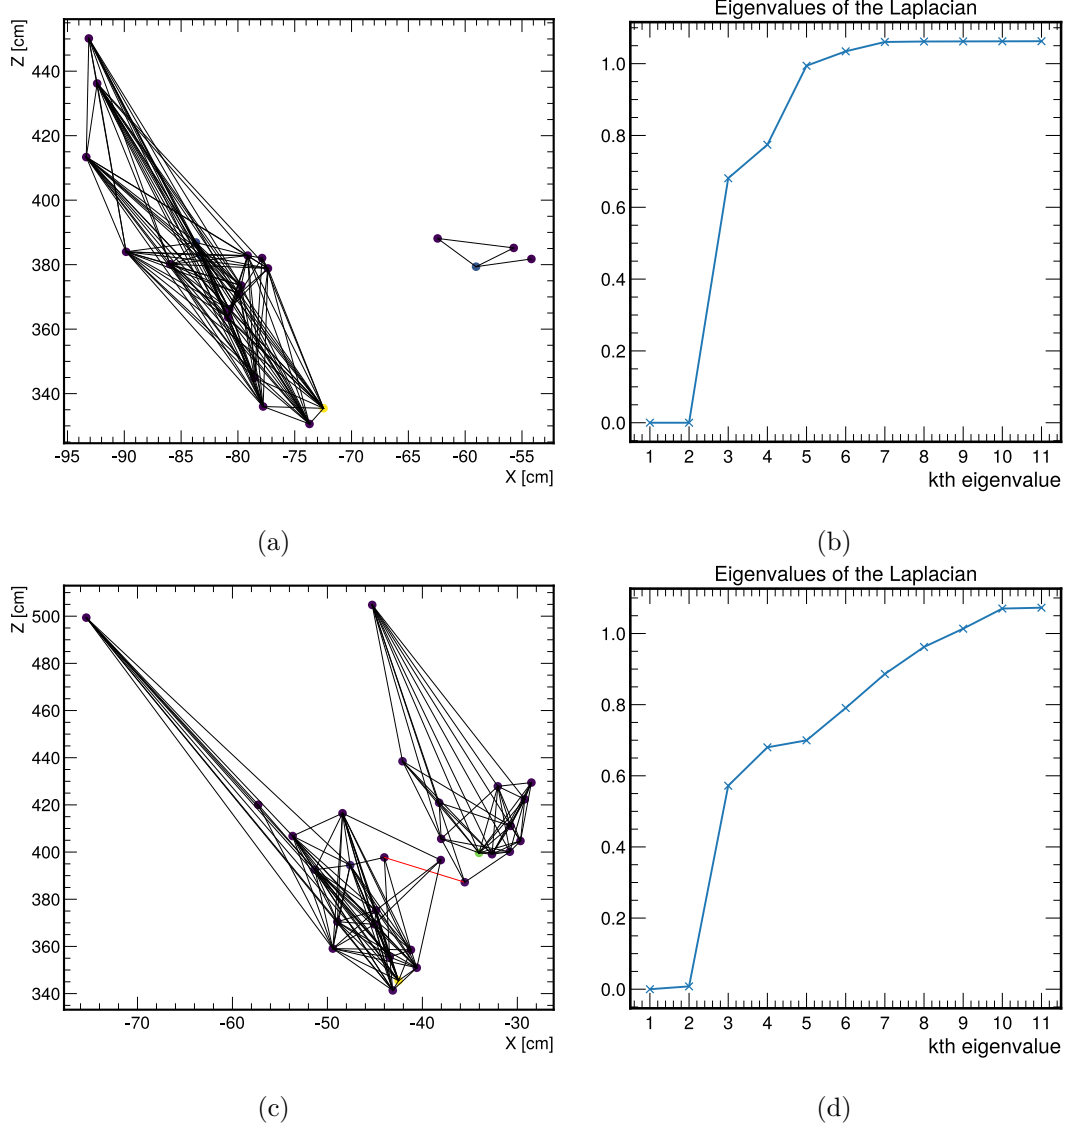 Z [cm]
440
420
400
380
360
340
-95 -90 -85 -80 -75 -70 -65 -60 -55
X [cm]
(a)
Eigenvalues of the Laplacian
1.0
0.8
0.6
0.4
0.2
0.0
1 2 3 4 5 6 7 8 9 10 11
kth eigenvalue
(b)
Z [cm]
500
480
460
440
420
400
380
360
340
-70 -60 -50 -40 -30
X [cm]
(c)
Eigenvalues of the Laplacian
1.0
0.8
0.6
0.4
0.2
0.0
1 2 3 4 5 6 7 8 9 10 11
kth eigenvalue
(d)